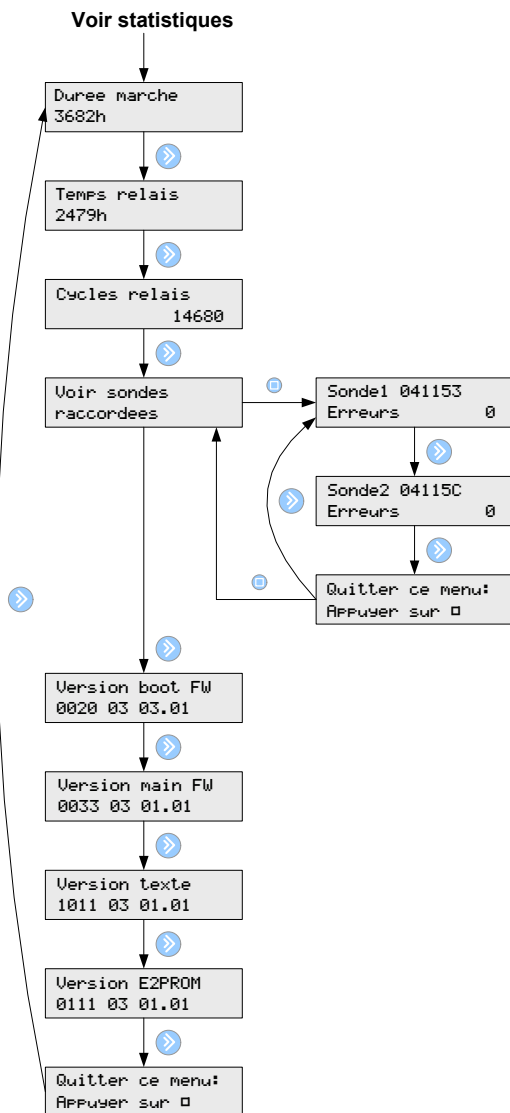 Voir statistiques
Duree marche
3682h
Temps relais
2479h
Cycles relais
14680
Voir sondes
raccordees
Sonde1 041153
Erreurs 0
Sonde2 04115C
Erreurs 0
Quitter ce menu:
Appuyer sur □
Version boot FW
0020 03 03.01
Version main FW
0033 03 01.01
Version texte
1011 03 01.01
Version E2PROM
0111 03 01.01
Quitter ce menu:
Appuyer sur □